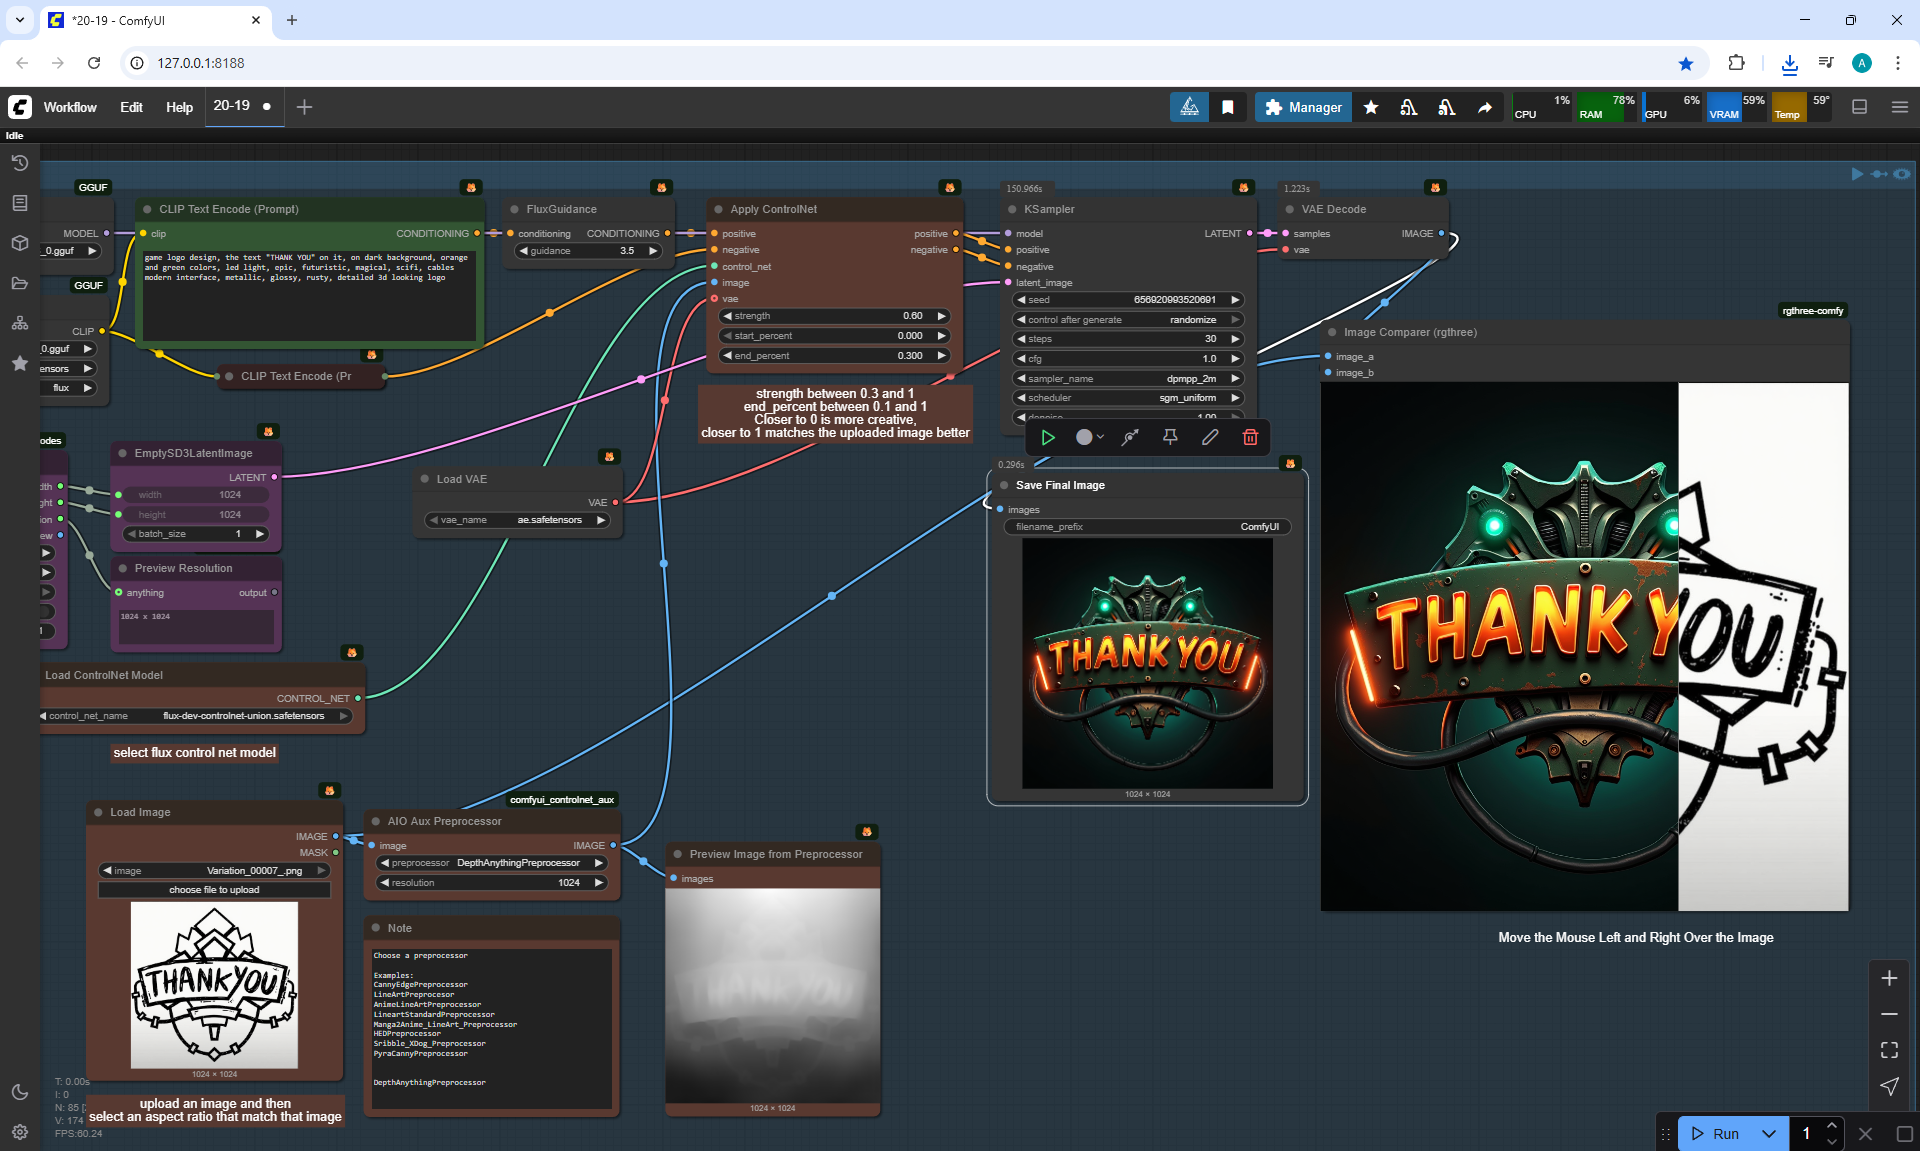 *20-19 - ComfyUI
127.0.0.1:8188
Workflow Edit Help 20-19
Manager
CPU 1% RAM 78% GPU 6% VRAM 59% Temp 59°
Idle
GGUF
MODEL
_0.gguf
GGUF
CLIP
_0.gguf
ensors
flux
CLIP Text Encode (Prompt)
clip CONDITIONING
game logo design, the text "THANK YOU" on it, on dark background, orange
and green colors, led light, epic, futuristic, magical, scifi, cables
modern interface, metallic, glossy, rusty, detailed 3d looking logo
CLIP Text Encode (Pr
FluxGuidance
conditioning CONDITIONING
guidance 3.5
Apply ControlNet
positive positive
negative negative
control_net
image
vae
strength 0.60
start_percent 0.000
end_percent 0.300
strength between 0.3 and 1
end_percent between 0.1 and 1
Closer to 0 is more creative,
closer to 1 matches the uploaded image better
150.966s
KSampler
model LATENT
positive
negative
latent_image
seed 656920993520691
control after generate randomize
steps 30
cfg 1.0
sampler_name dpmpp_2m
scheduler sgm_uniform
denoise 1.00
1.223s
VAE Decode
samples IMAGE
vae
rgthree-comfy
Image Comparer (rgthree)
image_a
image_b
THANK YOU
Move the Mouse Left and Right Over the Image
odes
dth
ght
ion
ew
EmptySD3LatentImage
LATENT
width 1024
height 1024
batch_size 1
Preview Resolution
anything output
1024 x 1024
Load VAE
VAE
vae_name ae.safetensors
0.296s
Save Final Image
images
filename_prefix ComfyUI
THANK YOU
1024 × 1024
Load ControlNet Model
CONTROL_NET
control_net_name flux-dev-controlnet-union.safetensors
select flux control net model
Load Image
IMAGE
MASK
image Variation_00007_.png
choose file to upload
THANK YOU
1024 × 1024
upload an image and then
select an aspect ratio that match that image
comfyui_controlnet_aux
AIO Aux Preprocessor
image IMAGE
preprocessor DepthAnythingPreprocessor
resolution 1024
Note
Choose a preprocessor
Examples:
CannyEdgePreprocesor
LineArtPreprocesor
AnimeLineArtPreprocessor
LineartStandardPreprocessor
Manga2Anime_LineArt_Preprocessor
HEDPreprocessor
Sribble_XDog_Preprocessor
PyraCannyPreprocessor
DepthAnythingPreprocessor
Preview Image from Preprocessor
images
THANK YOU
1024 × 1024
T: 0.00s
I: 0
N: 85 [
V: 174
FPS:60.24
Run 1